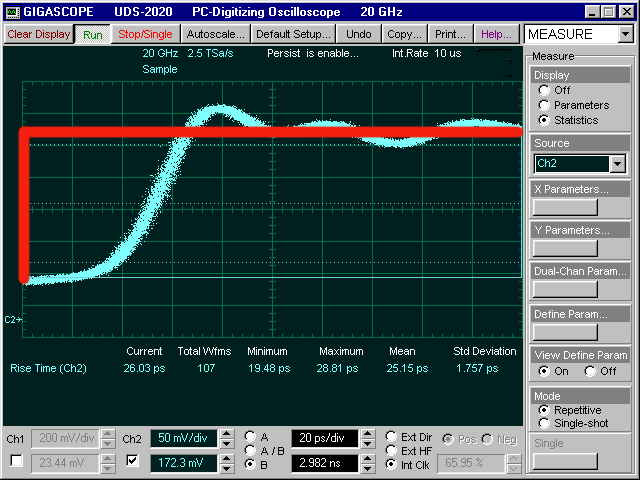 GIGASCOPE UDS-2020 PC-Digitizing Oscilloscope 20 GHz
Clear Display Run Stop/Single Autoscale... Default Setup... Undo Copy... Print... Help... MEASURE
20 GHz 2.5 TSa/s Persist is enable... Int.Rate 10 us
Sample
C2
Current Total Wfms Minimum Maximum Mean Std Deviation
Rise Time (Ch2) 26.03 ps 107 19.48 ps 28.81 ps 25.15 ps 1.757 ps
Measure
Display
Off
Parameters
Statistics
Source
Ch2
X Parameters...
Y Parameters...
Dual-Chan Param...
Define Param...
View Define Param
On Off
Mode
Repetitive
Single-shot
Single
Ch1 200 mV/div Ch2 50 mV/div A 20 ps/div Ext Dir Pos Neg
A / B Ext HF
23.44 mV 172.3 mV B 2.982 ns Int Clk 65.95 %